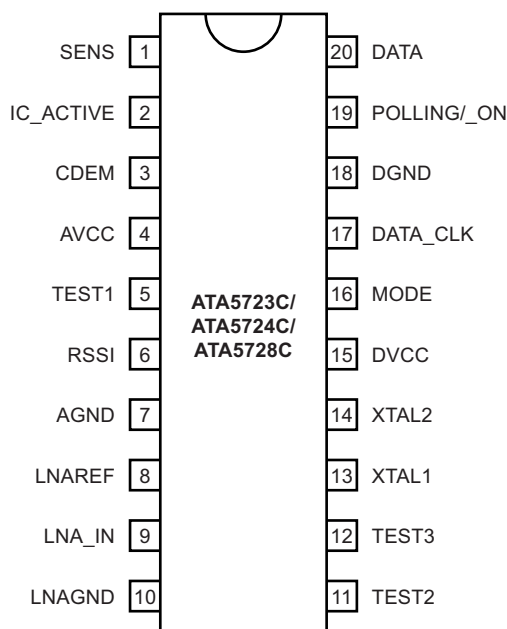 SENS 1 20 DATA
IC_ACTIVE 2 19 POLLING/_ON
CDEM 3 18 DGND
AVCC 4 17 DATA_CLK
TEST1 5 16 MODE
ATA5723C/
ATA5724C/
ATA5728C
RSSI 6 15 DVCC
AGND 7 14 XTAL2
LNAREF 8 13 XTAL1
LNA_IN 9 12 TEST3
LNAGND 10 11 TEST2